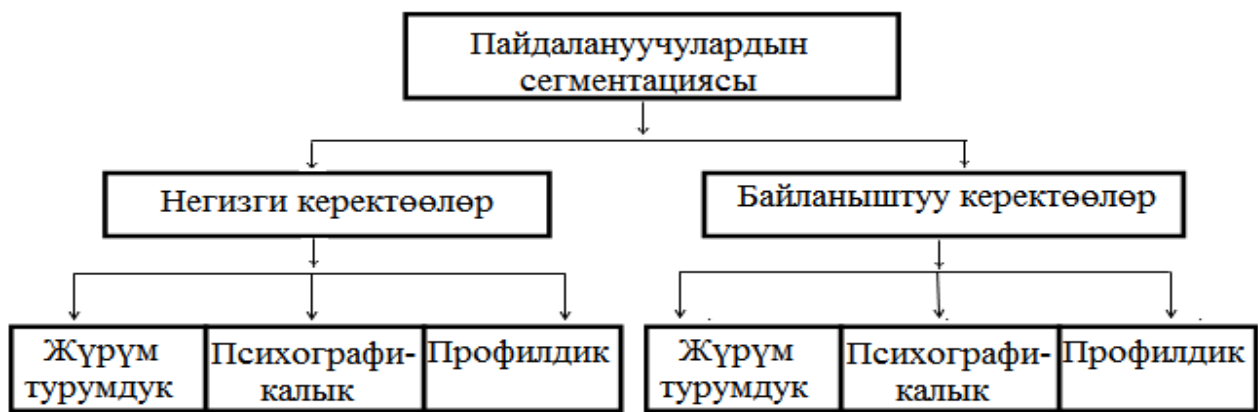 Пайдалануучулардын
сегментациясы
Негизги керектөөлөр
Байланыштуу керектөөлөр
Жүрүм
турумдук
Психографи-
калык
Профилдик
Жүрүм
турумдук
Психографи-
калык
Профилдик